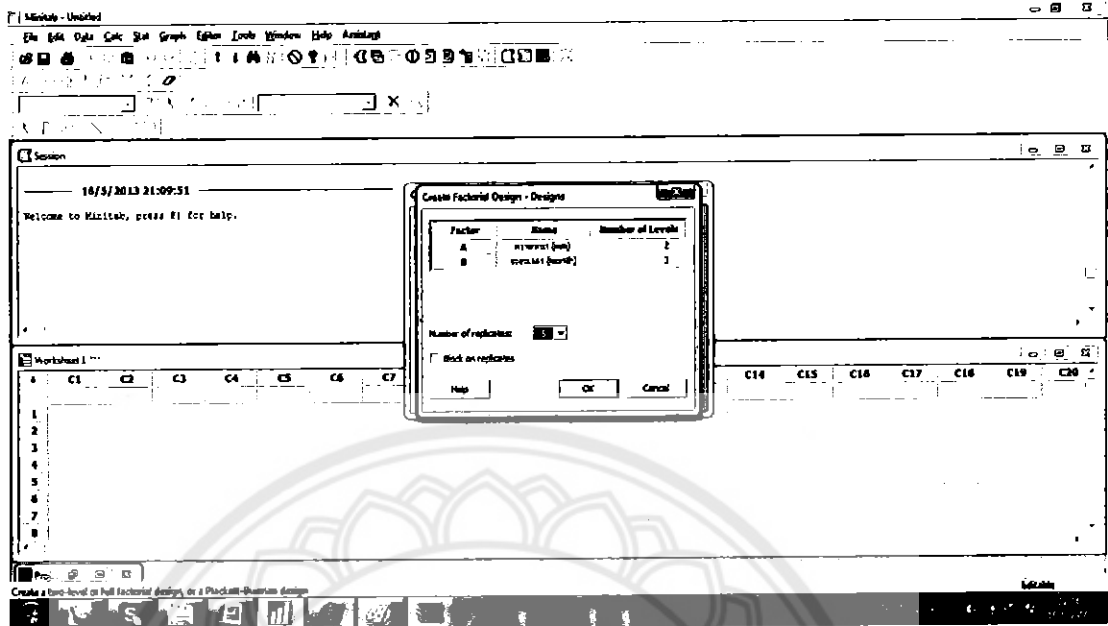 Minitab - Untitled
File Edit Data Calc Stat Graph Editor Tools Window Help Assistant
Session
16/5/2013 21:09:51
Welcome to Minitab, press F1 for help.
Create Factorial Design - Designs
Factor Name Number of Levels
A (mm) 2
B
Number of replicates: 5
Block on replicates
Help OK Cancel
Worksheet 1 ***
C1 C2 C3 C4 C5 C6 C7 C14 C15 C16 C17 C18 C19 C20
1
2
3
4
5
6
7
8
Create a two-level or full factorial design, or a Plackett-Burman design
Editable